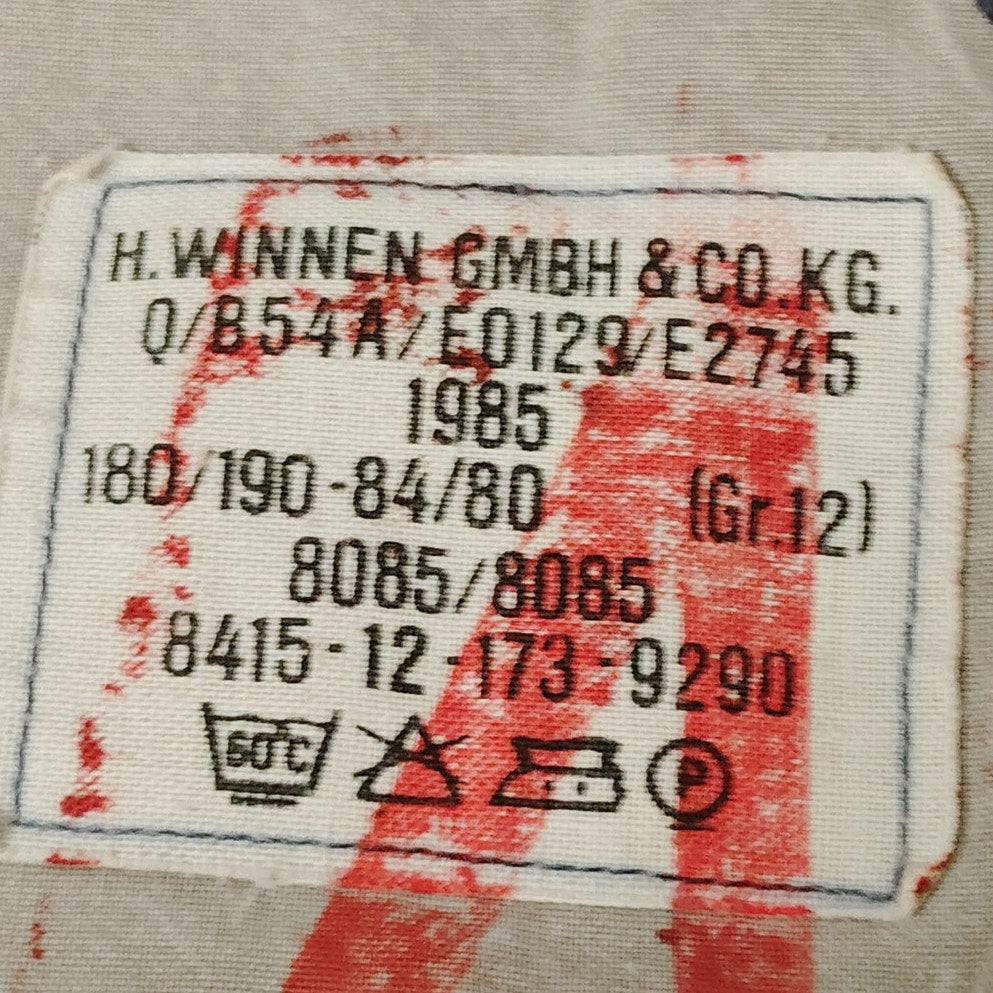 H. WINNEN GMBH & CO. KG.
Q/B54A/E0129/E2745
1985
180/190-84/80 (Gr.12)
8085/8085
8415-12-173-9290
60°C P